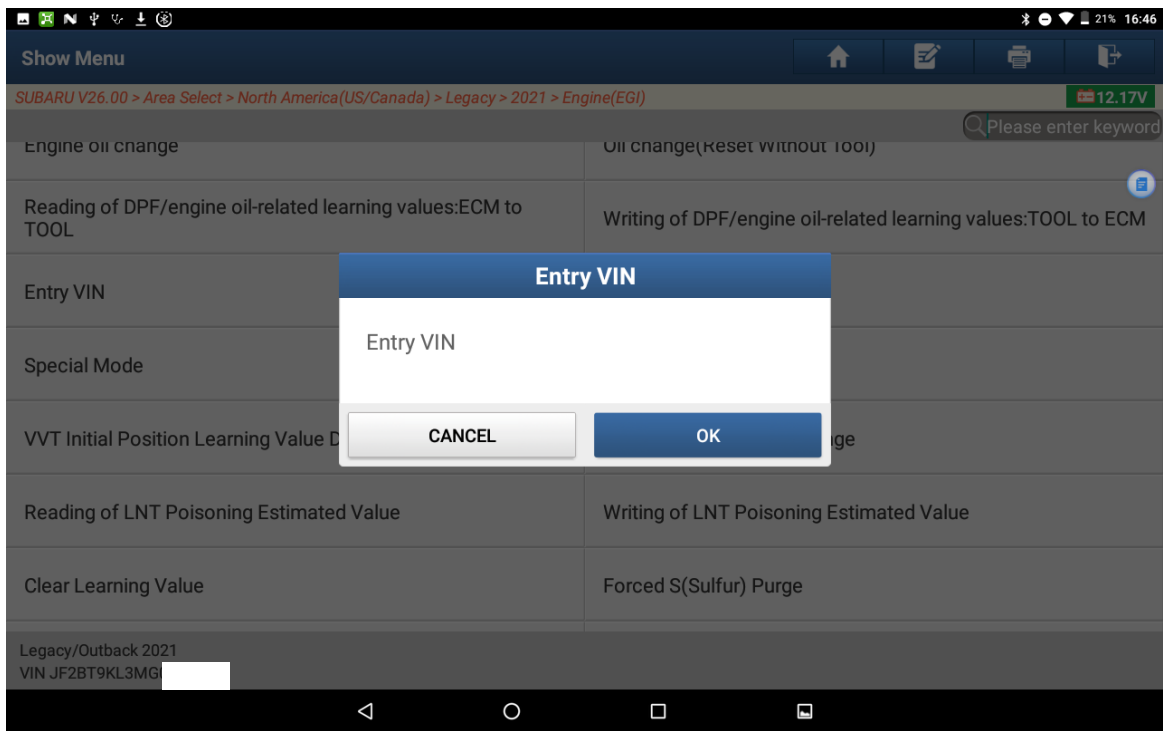 21% 16:46
Show Menu
SUBARU V26.00 > Area Select > North America(US/Canada) > Legacy > 2021 > Engine(EGI)
12.17V
Please enter keyword
Engine oil change
Oil change(Reset Without Tool)
Reading of DPF/engine oil-related learning values:ECM to
TOOL
Writing of DPF/engine oil-related learning values:TOOL to ECM
Entry VIN
Entry VIN
Entry VIN
CANCEL
OK
Special Mode
VVT Initial Position Learning Value D
ge
Reading of LNT Poisoning Estimated Value
Writing of LNT Poisoning Estimated Value
Clear Learning Value
Forced S(Sulfur) Purge
Legacy/Outback 2021
VIN JF2BT9KL3MG